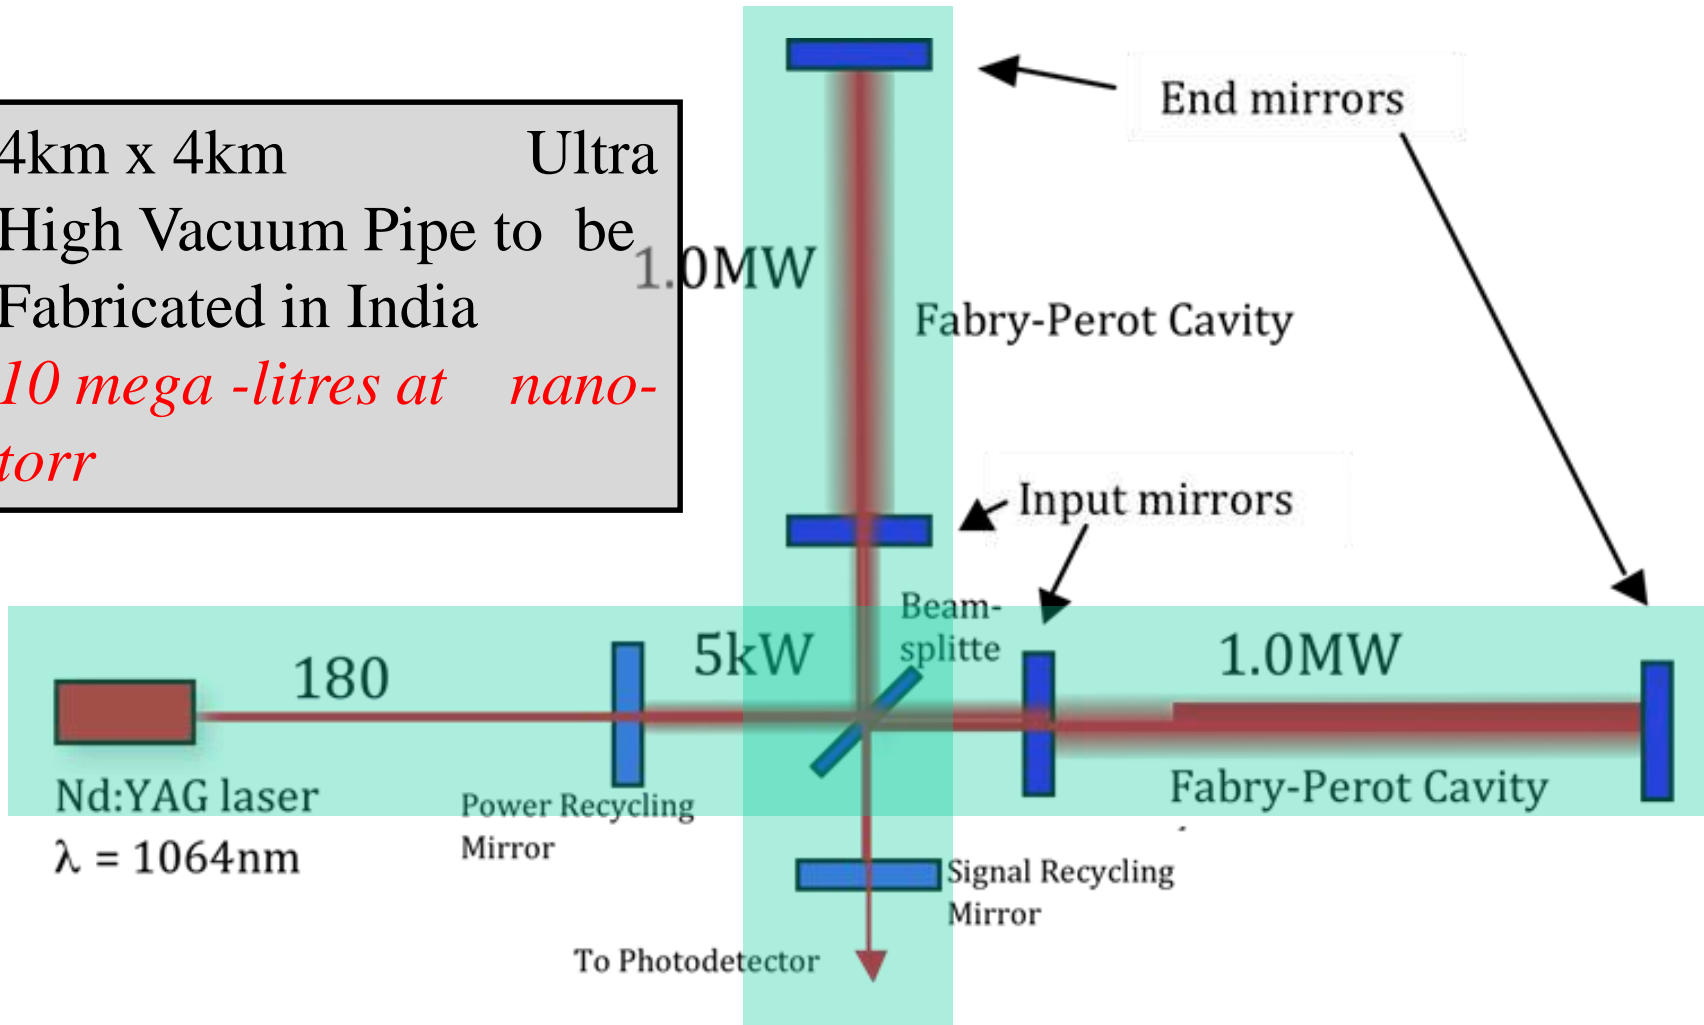 4km x 4km Ultra
High Vacuum Pipe to be
Fabricated in India
10 mega -litres at nano-
torr
1.0MW
End mirrors
Fabry-Perot Cavity
Input mirrors
Beam-
splitte
180
5kW
1.0MW
Nd:YAG laser
λ = 1064nm
Power Recycling
Mirror
Fabry-Perot Cavity
Signal Recycling
Mirror
To Photodetector